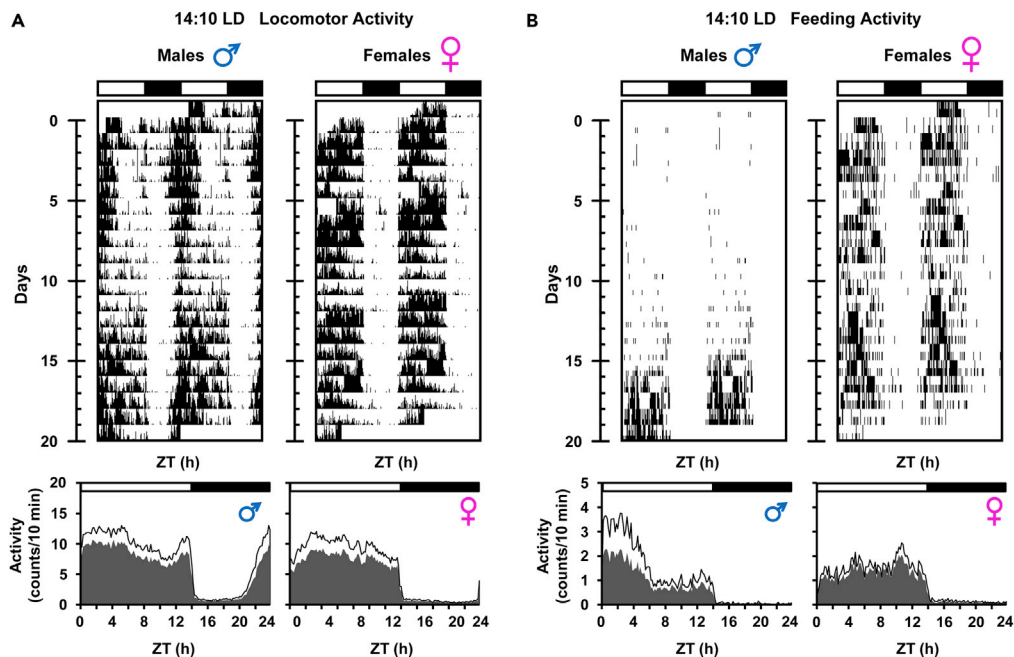 A 14:10 LD Locomotor Activity
Males ♂ Females ♀
0
5
10
15
20
Days
ZT (h) ZT (h)
20
15
10
5
0
Activity
(counts/10 min)
♂ ♀
0 4 8 12 16 20 24 0 4 8 12 16 20 24
ZT (h) ZT (h)
B 14:10 LD Feeding Activity
Males ♂ Females ♀
0
5
10
15
20
Days
ZT (h) ZT (h)
5
4
3
2
1
0
Activity
(counts/10 min)
♂ ♀
0 4 8 12 16 20 24 0 4 8 12 16 20 24
ZT (h) ZT (h)